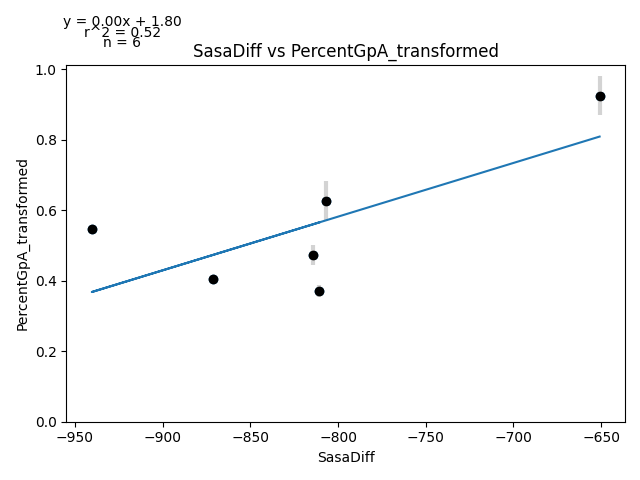 y = 0.00x + 1.80
r^2 = 0.52
n = 6
SasaDiff vs PercentGpA_transformed
1.0
0.8
0.6
0.4
0.2
0.0
PercentGpA_transformed
−950
−900
−850
−800
−750
−700
−650
SasaDiff